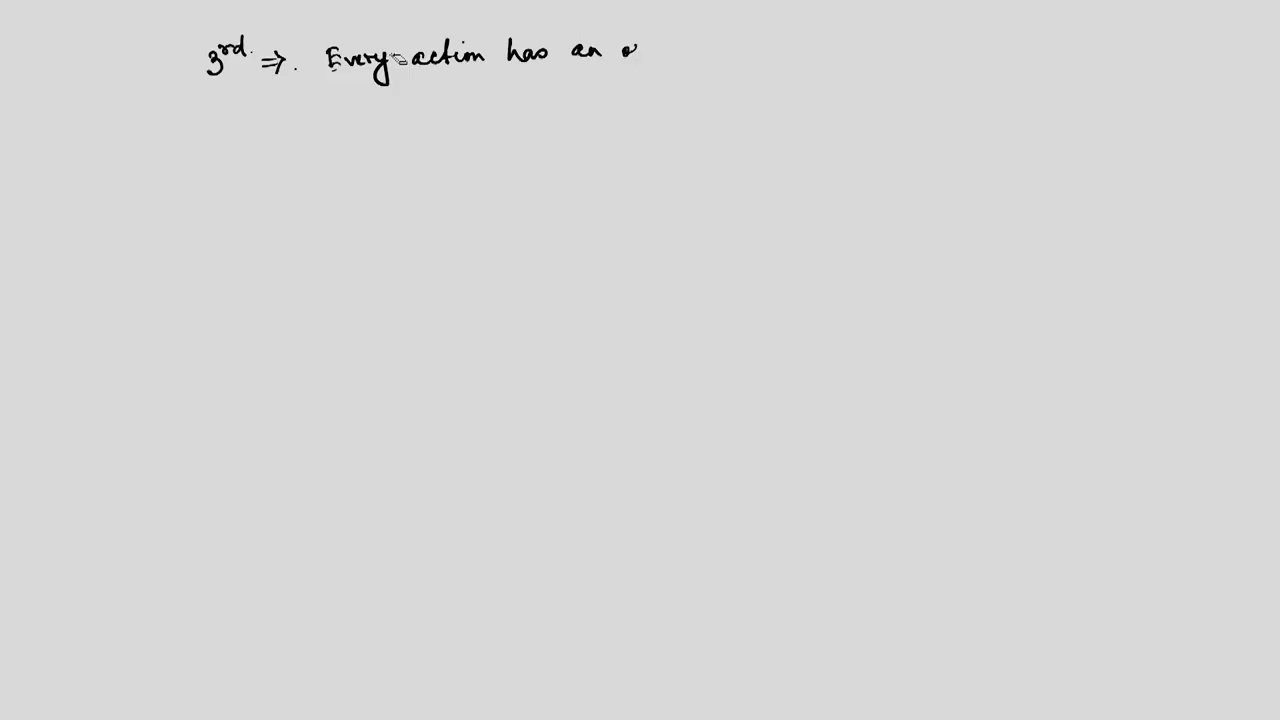 3rd. ⇒. Every action has an o